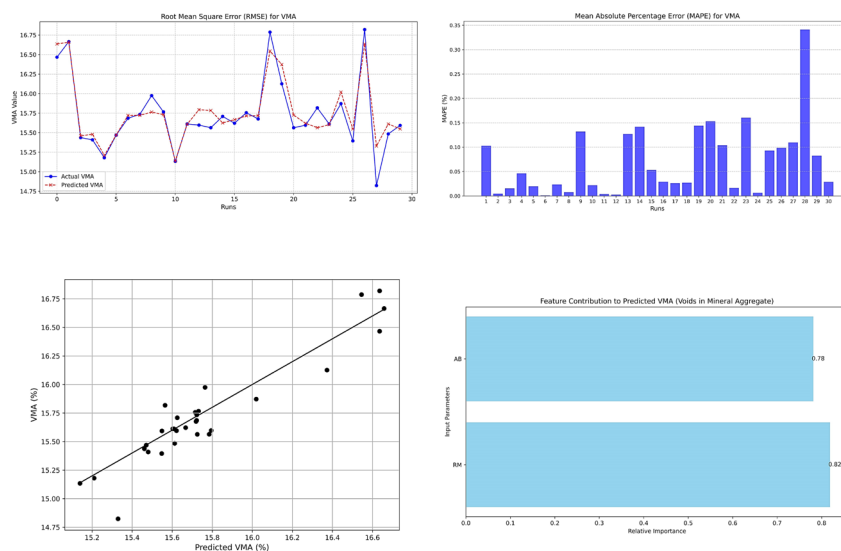 Root Mean Square Error (RMSE) for VMA
16.75
16.50
16.25
16.00
15.75
15.50
15.25
15.00
14.75
VMA Value
Actual VMA
Predicted VMA
0 5 10 15 20 25 30
Runs
Mean Absolute Percentage Error (MAPE) for VMA
0.35
0.30
0.25
0.20
0.15
0.10
0.05
0.00
MAPE (%)
1 2 3 4 5 6 7 8 9 10 11 12 13 14 15 16 17 18 19 20 21 22 23 24 25 26 27 28 29 30
Runs
16.75
16.50
16.25
16.00
15.75
15.50
15.25
15.00
14.75
VMA (%)
15.2 15.4 15.6 15.8 16.0 16.2 16.4 16.6
Predicted VMA (%)
Feature Contribution to Predicted VMA (Voids in Mineral Aggregate)
AB
0.78
Input Parameters
RM
0.82
0.0 0.1 0.2 0.3 0.4 0.5 0.6 0.7 0.8
Relative Importance